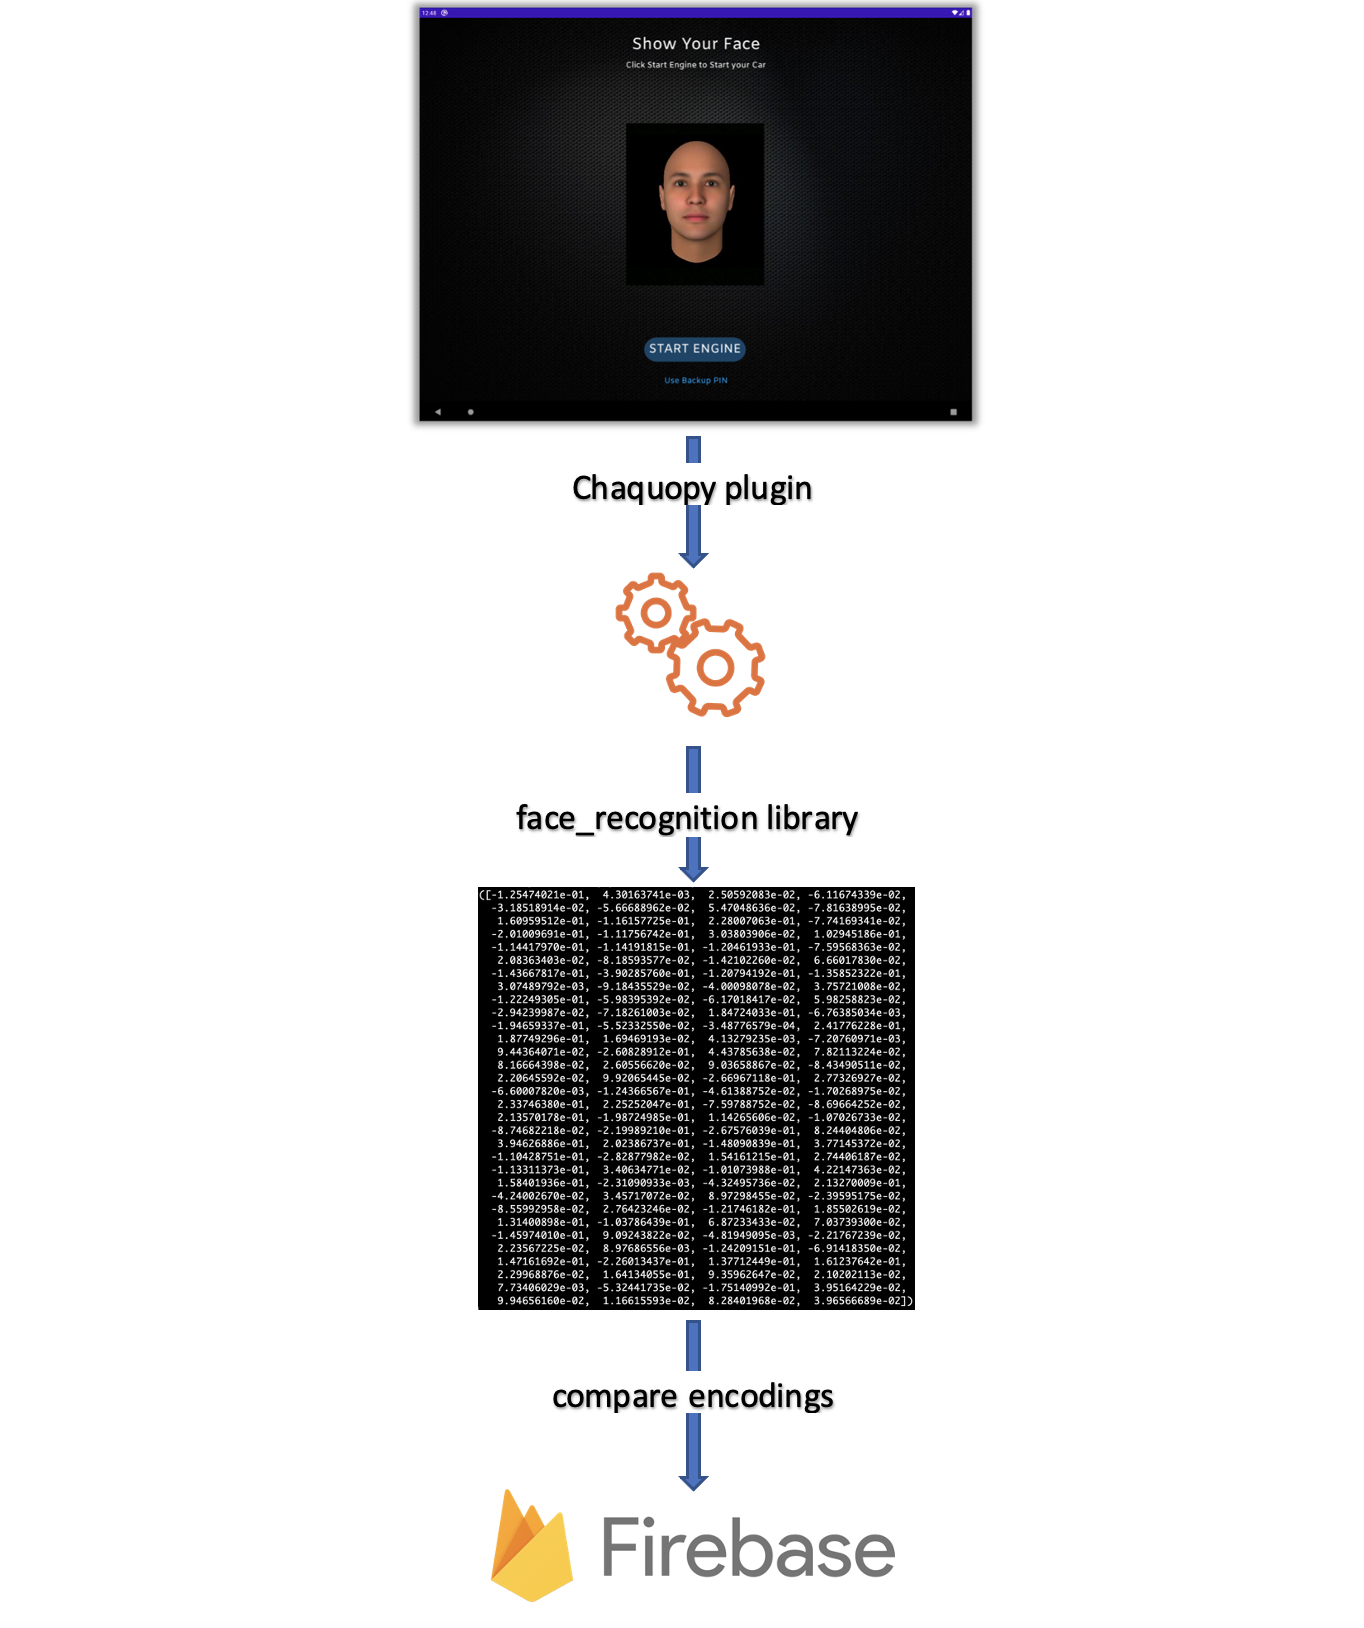 12:48
Show Your Face
Click Start Engine to Start your Car
START ENGINE
Use Backup PIN
Chaquopy plugin
face_recognition library
([-1.25474021e-01, 4.30163741e-03, 2.50592083e-02, -6.11674339e-02,
-3.18518914e-02, -5.66688962e-02, 5.47048636e-02, -7.81638995e-02,
1.60959512e-01, -1.16157725e-01, 2.28007063e-01, -7.74169341e-02,
-2.01009691e-01, -1.11756742e-01, 3.03803906e-02, 1.02945186e-01,
-1.14417970e-01, -1.14191815e-01, -1.20461933e-01, -7.59568363e-02,
2.08363403e-02, -8.18593577e-02, -1.42102260e-02, 6.66017830e-02,
-1.43667817e-01, -3.90285760e-01, -1.20794192e-01, -1.35852322e-01,
3.07489792e-03, -9.18435529e-02, -4.00098078e-02, 3.75721008e-02,
-1.22249305e-01, -5.98395392e-02, -6.17018417e-02, 5.98258823e-02,
-2.94239987e-02, -7.18261003e-02, 1.84724033e-01, -6.76385034e-03,
-1.94659337e-01, -5.52332550e-02, -3.48776579e-04, 2.41776228e-01,
1.87749296e-01, 1.69469193e-02, 4.13279235e-03, -7.20760971e-03,
9.44364071e-02, -2.60828912e-01, 4.43785638e-02, 7.82113224e-02,
8.16664398e-02, 2.60556620e-02, 9.03658867e-02, -8.43490511e-02,
2.20645592e-02, 9.92065445e-02, -2.66967118e-01, 2.77326927e-02,
-6.60007820e-03, -1.24366567e-01, -4.61388752e-02, -1.70268975e-02,
2.33746380e-01, 2.25252047e-01, -7.59788752e-02, -8.69664252e-02,
2.13570178e-01, -1.98724985e-01, 1.14265606e-02, -1.07026733e-02,
-8.74682218e-02, -2.19989210e-01, -2.67576039e-01, 8.24404806e-02,
3.94626886e-01, 2.02386737e-01, -1.48090839e-01, 3.77145372e-02,
-1.10428751e-01, -2.82877982e-02, 1.54161215e-01, 2.74406187e-02,
-1.13311373e-01, 3.40634771e-02, -1.01073988e-01, 4.22147363e-02,
1.58401936e-01, -2.31090933e-03, -4.32495736e-02, 2.13270009e-01,
-4.24002670e-02, 3.45717072e-02, 8.97298455e-02, -2.39595175e-02,
-8.55992958e-02, 2.76423246e-02, -1.21746182e-01, 1.85502619e-02,
1.31400898e-01, -1.03786439e-01, 6.87233433e-02, 7.03739300e-02,
-1.45974010e-01, 9.09243822e-02, -4.81949095e-03, -2.21767239e-02,
2.23567225e-02, 8.97686556e-03, -1.24209151e-01, -6.91418350e-02,
1.47161692e-01, -2.26013437e-01, 1.37712449e-01, 1.61237642e-01,
2.29968876e-02, 1.64134055e-01, 9.35962647e-02, 2.10202113e-02,
7.73406029e-03, -5.32441735e-02, -1.75140992e-01, 3.95164229e-02,
9.94656160e-02, 1.16615593e-02, 8.28401968e-02, 3.96566689e-02])
compare encodings
Firebase